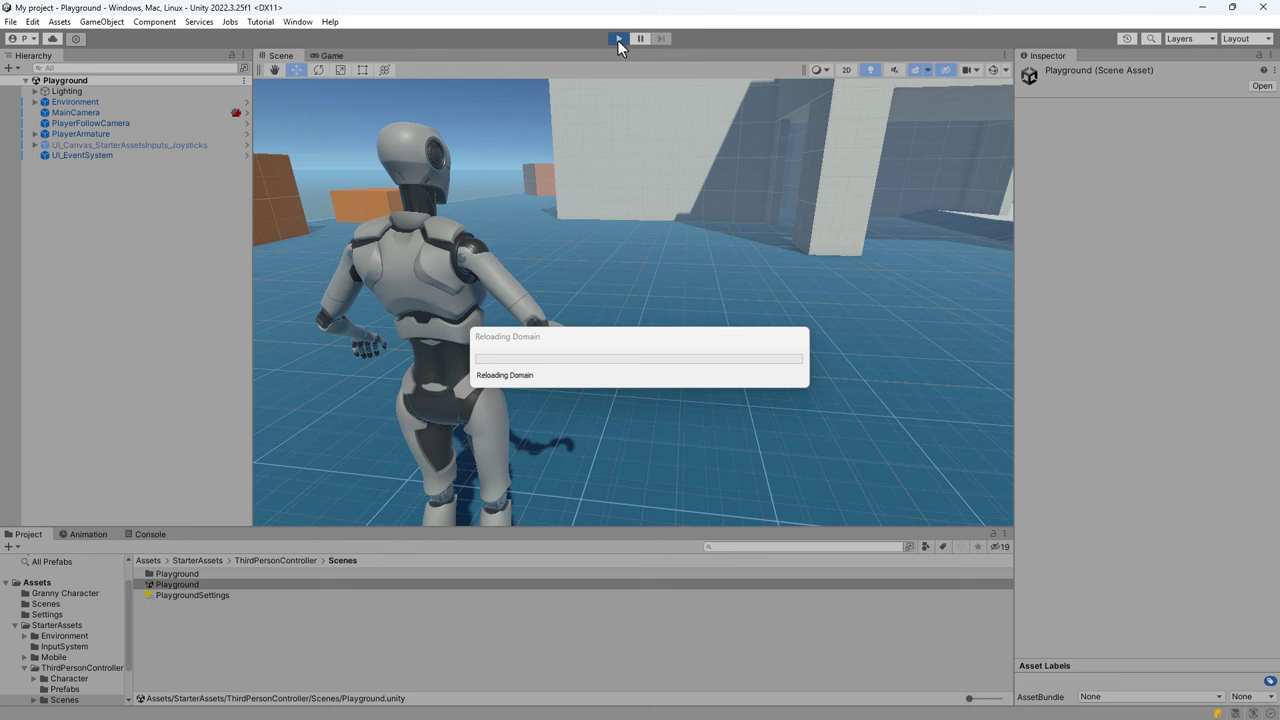 My project - Playground - Windows, Mac, Linux - Unity 2022.3.25f1 <DX11>
File Edit Assets GameObject Component Services Jobs Tutorial Window Help
P Layers Layout
Hierarchy
All
Playground
Lighting
Environment
MainCamera
PlayerFollowCamera
PlayerArmature
UI_Canvas_StarterAssetsInputs_Joysticks
UI_EventSystem
Scene Game
2D
Reloading Domain
Reloading Domain
Inspector
Playground (Scene Asset)
Open
Project Animation Console
19
All Prefabs
Assets
Granny Character
Scenes
Settings
StarterAssets
Environment
InputSystem
Mobile
ThirdPersonController
Character
Prefabs
Scenes
Assets StarterAssets ThirdPersonController Scenes
Playground
Playground
PlaygroundSettings
Assets/StarterAssets/ThirdPersonController/Scenes/Playground.unity
Asset Labels
AssetBundle None None